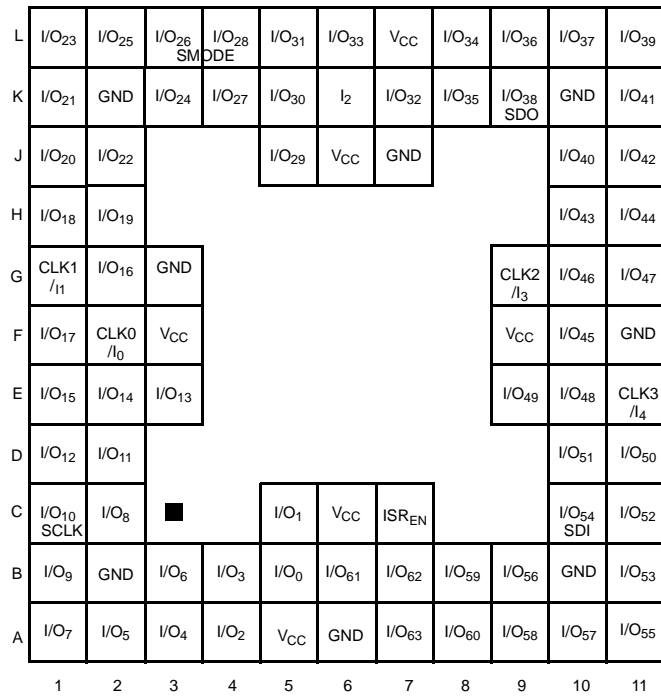 L I/O23 I/O25 I/O26 I/O28 I/O31 I/O33 VCC I/O34 I/O36 I/O37 I/O39
SMODE
K I/O21 GND I/O24 I/O27 I/O30 I2 I/O32 I/O35 I/O38 GND I/O41
SDO
J I/O20 I/O22 I/O29 VCC GND I/O40 I/O42
H I/O18 I/O19 I/O43 I/O44
G CLK1 I/O16 GND CLK2 I/O46 I/O47
/I1 /I3
F I/O17 CLK0 VCC VCC I/O45 GND
/I0
E I/O15 I/O14 I/O13 I/O49 I/O48 CLK3
/I4
D I/O12 I/O11 I/O51 I/O50
C I/O10 I/O8 I/O1 VCC ISREN I/O54 I/O52
SCLK SDI
B I/O9 GND I/O6 I/O3 I/O0 I/O61 I/O62 I/O59 I/O56 GND I/O53
A I/O7 I/O5 I/O4 I/O2 VCC GND I/O63 I/O60 I/O58 I/O57 I/O55
1 2 3 4 5 6 7 8 9 10 11